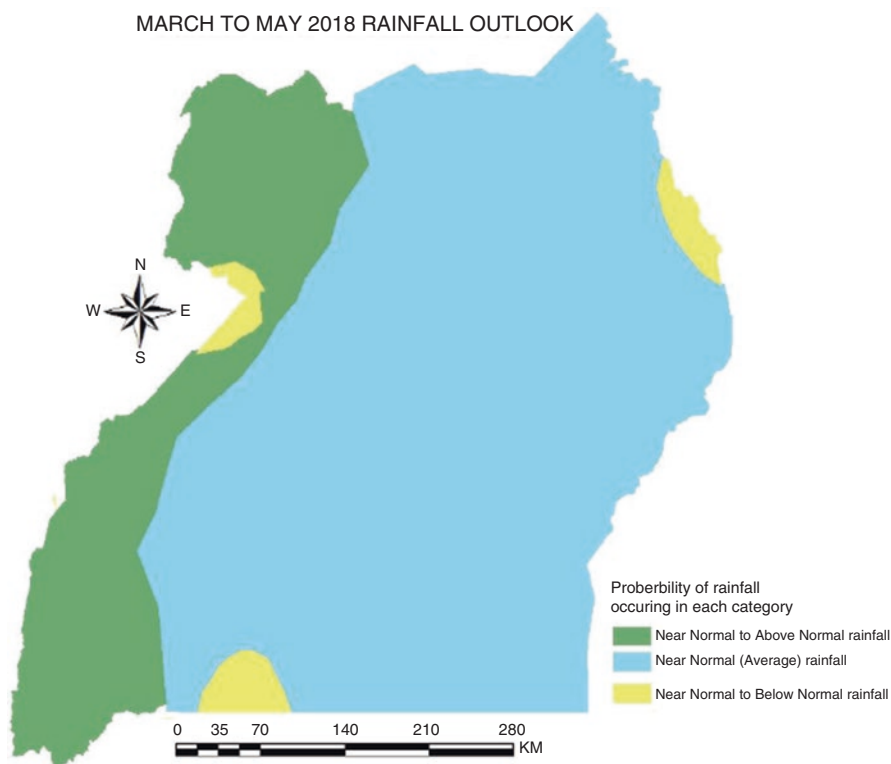 MARCH TO MAY 2018 RAINFALL OUTLOOK
N
W E
S
Proberbility of rainfall
occuring in each category
Near Normal to Above Normal rainfall
Near Normal (Average) rainfall
Near Normal to Below Normal rainfall
0 35 70 140 210 280
KM